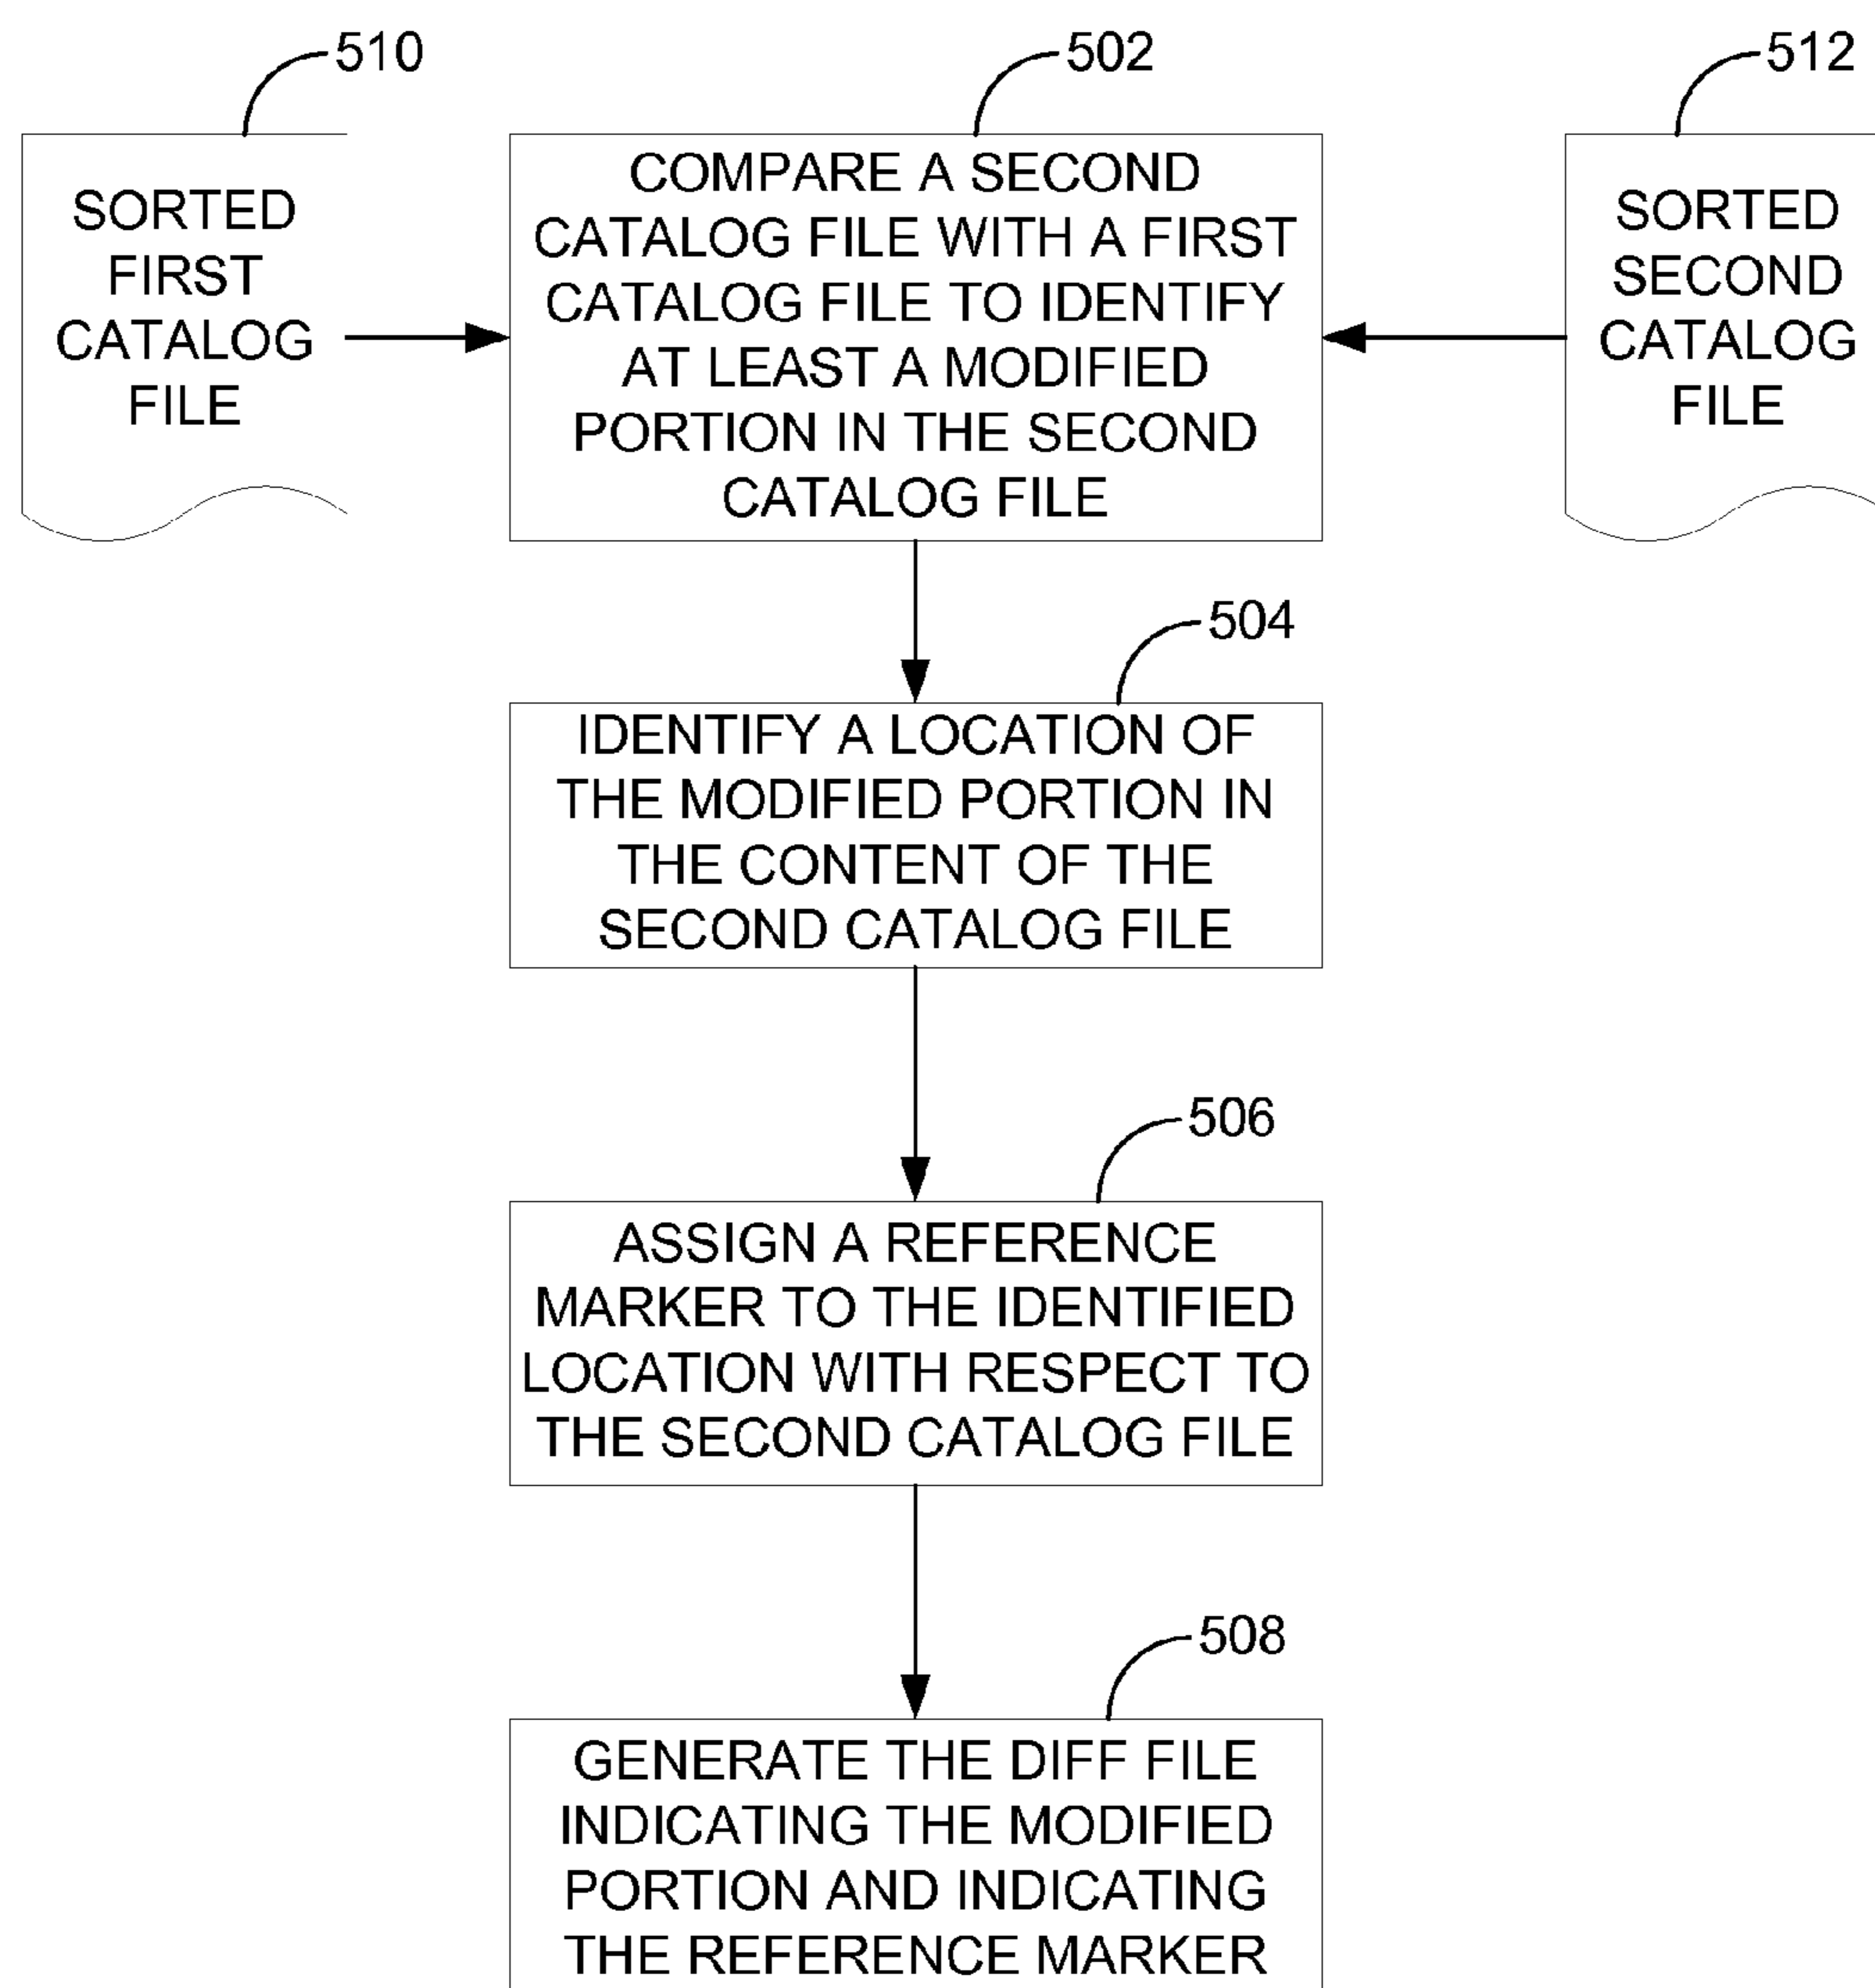 510
SORTED
FIRST
CATALOG
FILE
502
COMPARE A SECOND
CATALOG FILE WITH A FIRST
CATALOG FILE TO IDENTIFY
AT LEAST A MODIFIED
PORTION IN THE SECOND
CATALOG FILE
512
SORTED
SECOND
CATALOG
FILE
504
IDENTIFY A LOCATION OF
THE MODIFIED PORTION IN
THE CONTENT OF THE
SECOND CATALOG FILE
506
ASSIGN A REFERENCE
MARKER TO THE IDENTIFIED
LOCATION WITH RESPECT TO
THE SECOND CATALOG FILE
508
GENERATE THE DIFF FILE
INDICATING THE MODIFIED
PORTION AND INDICATING
THE REFERENCE MARKER